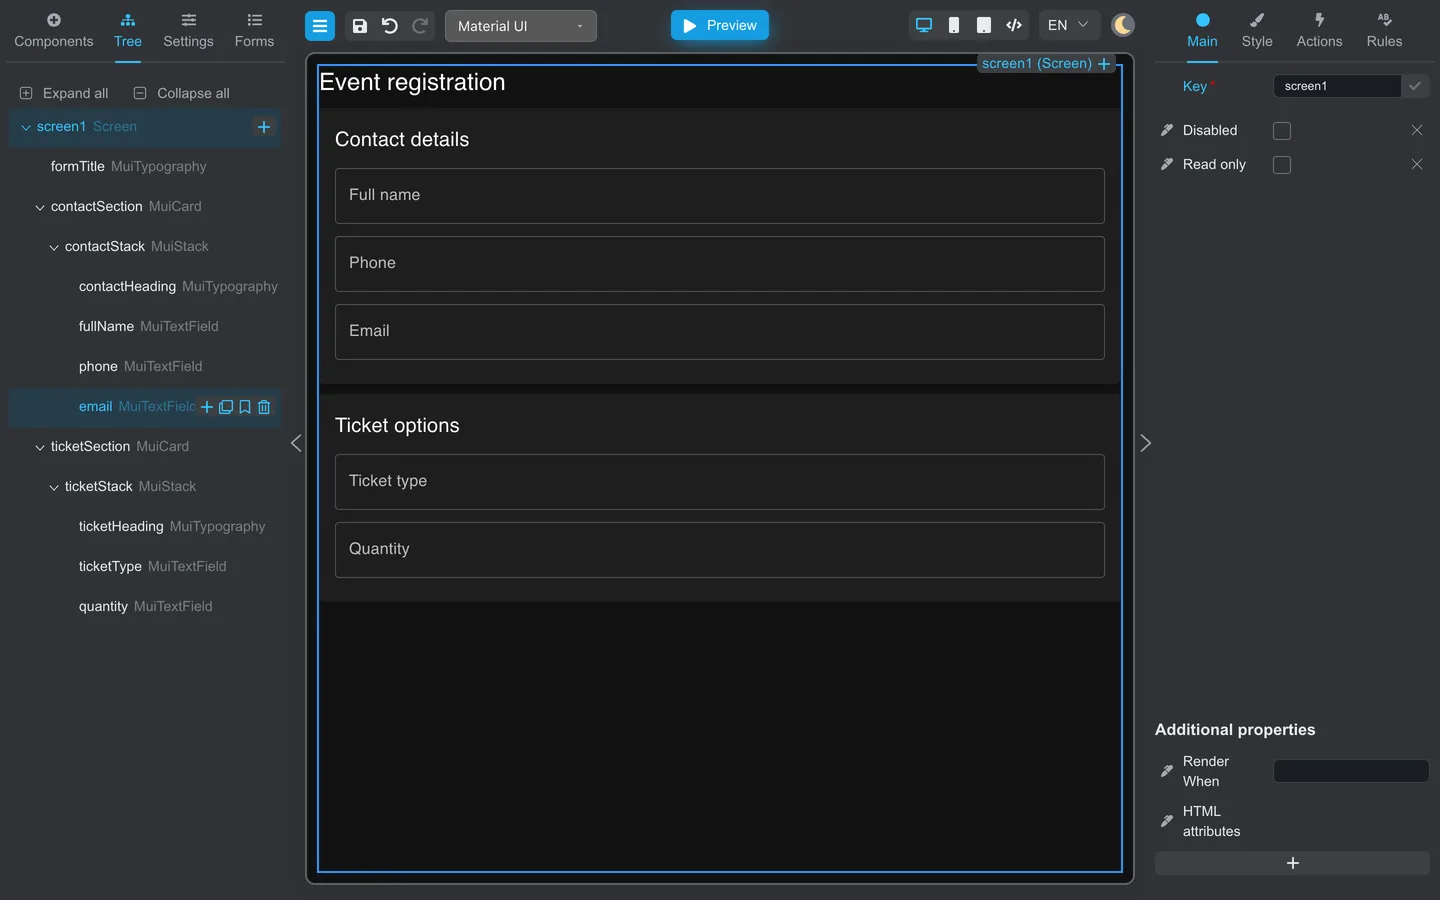 Components
Tree
Settings
Forms
Material UI
Preview
EN
Main
Style
Actions
AB
Rules
Expand all
Collapse all
screen1 Screen
formTitle MuiTypography
contactSection MuiCard
contactStack MuiStack
contactHeading MuiTypography
fullName MuiTextField
phone MuiTextField
email MuiTextField
ticketSection MuiCard
ticketStack MuiStack
ticketHeading MuiTypography
ticketType MuiTextField
quantity MuiTextField
screen1 (Screen)
Event registration
Contact details
Full name
Phone
Email
Ticket options
Ticket type
Quantity
Key*
screen1
Disabled
Read only
Additional properties
Render
When
HTML
attributes